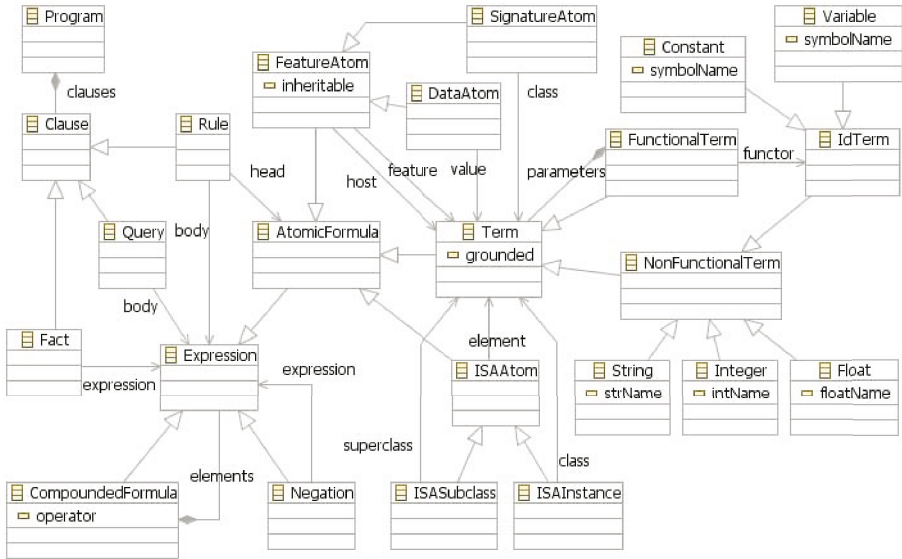 Program
SignatureAtom
Variable
symbolName
Constant
symbolName
FeatureAtom
inheritable
DataAtom
clauses
class
Clause
Rule
FunctionalTerm
functor
IdTerm
head
host
feature
value
parameters
Query
body
AtomicFormula
Term
grounded
NonFunctionalTerm
body
Fact
expression
Expression
expression
element
ISAAtom
String
strName
Integer
intName
Float
floatName
superclass
class
elements
CompoundedFormula
operator
Negation
ISASubclass
ISAInstance